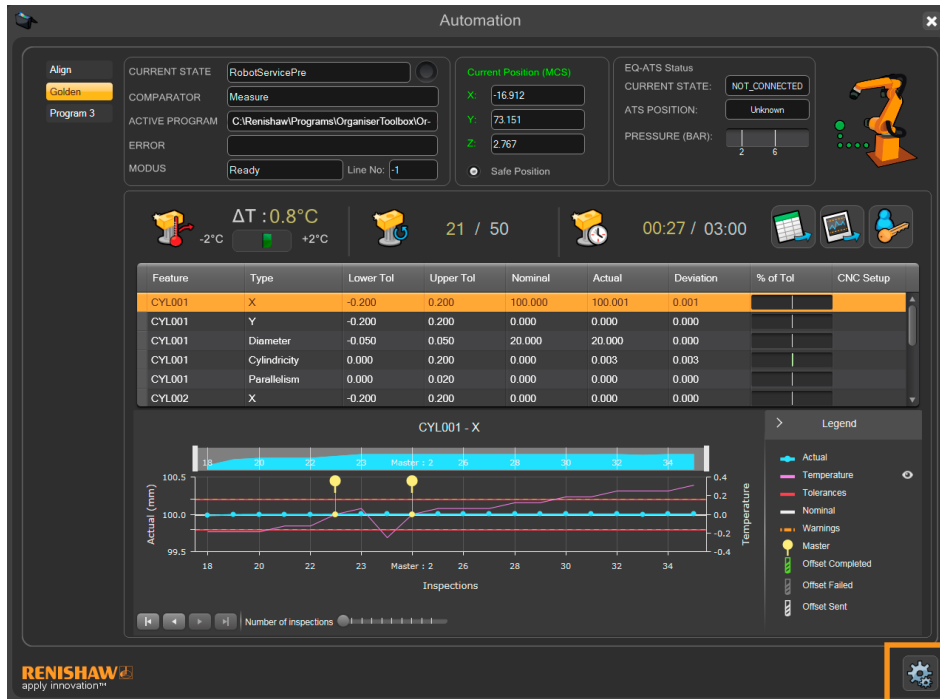 Automation
Align
Golden
Program 3
CURRENT STATE RobotServicePre
COMPARATOR Measure
ACTIVE PROGRAM C:\Renishaw\Programs\OrganiserToolbox\Or-
ERROR
MODUS Ready Line No: -1
Current Position (MCS)
X: -16.912
Y: 73.151
Z: 2.767
Safe Position
EQ-ATS Status
CURRENT STATE: NOT_CONNECTED
ATS POSITION: Unknown
PRESSURE (BAR):
2 6
ΔT : 0.8°C
-2°C +2°C
21 / 50
00:27 / 03:00
Feature Type Lower Tol Upper Tol Nominal Actual Deviation % of Tol CNC Setup
CYL001 X -0.200 0.200 100.000 100.001 0.001
CYL001 Y -0.200 0.200 0.000 0.000 0.000
CYL001 Diameter -0.050 0.050 20.000 20.000 0.000
CYL001 Cylindricity 0.000 0.200 0.000 0.003 0.003
CYL001 Parallelism 0.000 0.020 0.000 0.000 0.000
CYL002 X -0.200 0.200 0.000 0.000 0.000
CYL001 - X
18 20 22 23 Master : 2 26 28 30 32 34
100.5
100.0
99.5
Actual (mm)
0.4
0.2
0.0
-0.2
-0.4
Temperature
18 20 22 23 Master : 2 26 28 30 32 34
Inspections
Number of inspections
Legend
Actual
Temperature
Tolerances
Nominal
Warnings
Master
Offset Completed
Offset Failed
Offset Sent
RENISHAW
apply innovation™